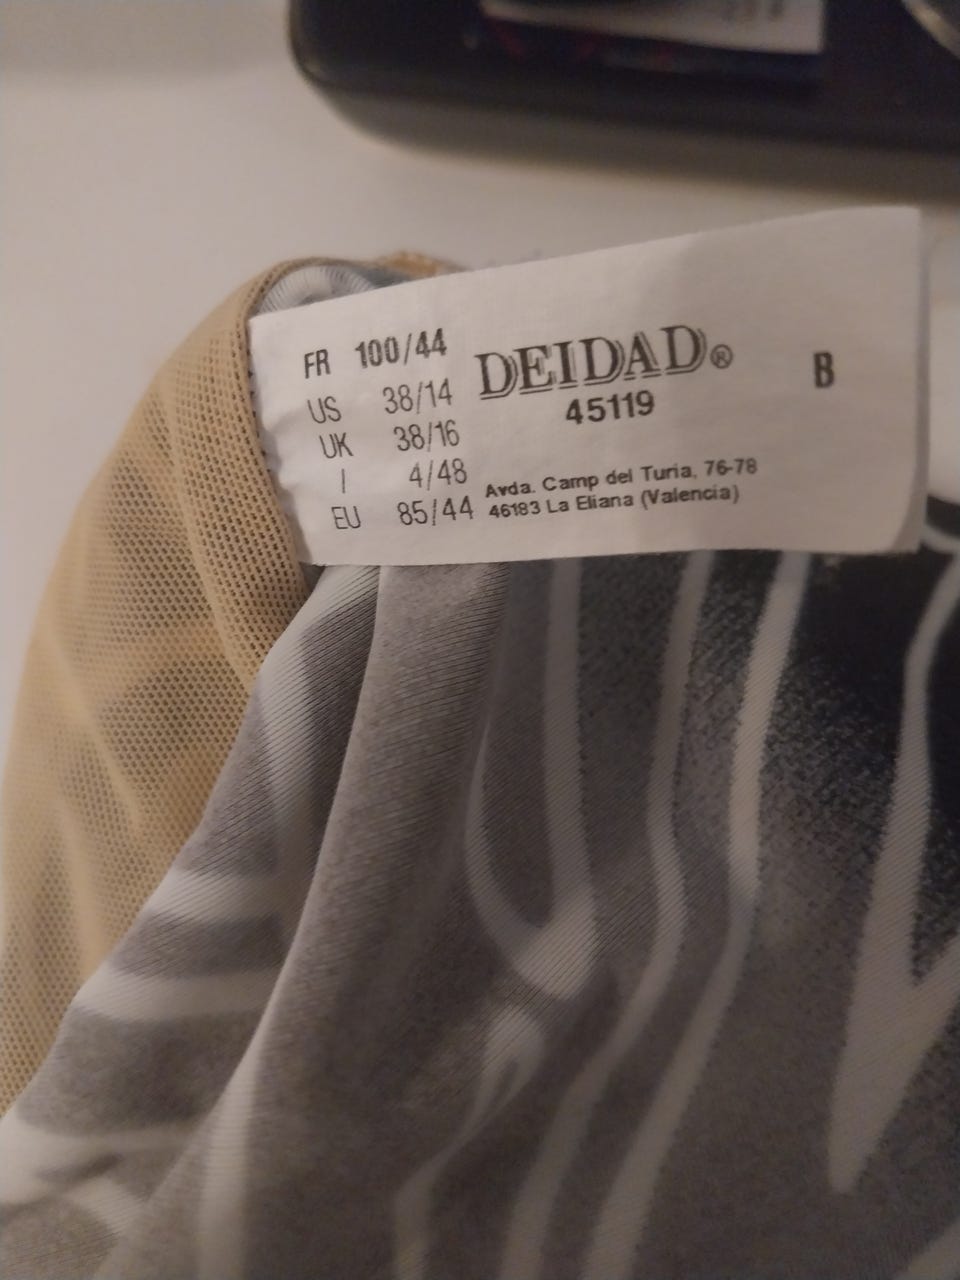 FR 100/44
US 38/14
UK 38/16
I 4/48
EU 85/44
DEIDAD®
45119
Avda. Camp del Turia, 76-78
46183 La Eliana (Valencia)
B